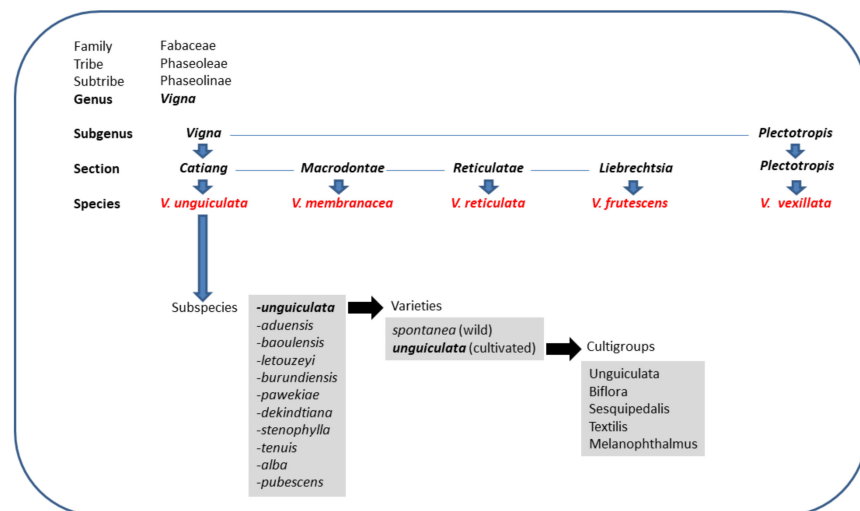 Family Fabaceae
Tribe Phaseoleae
Subtribe Phaseolinae
Genus Vigna
Subgenus Vigna Plectotropis
Section Catiang Macrodontae Reticulatae Liebrechtsia Plectotropis
Species V. unguiculata V. membranacea V. reticulata V. frutescens V. vexillata
Subspecies -unguiculata Varieties
-aduensis spontanea (wild)
-baoulensis unguiculata (cultivated) Cultigroups
-letouzeyi
-burundiensis Unguiculata
-pawekiae Biflora
-dekindtiana Sesquipedalis
-stenophylla Textilis
-tenuis Melanophthalmus
-alba
-pubescens